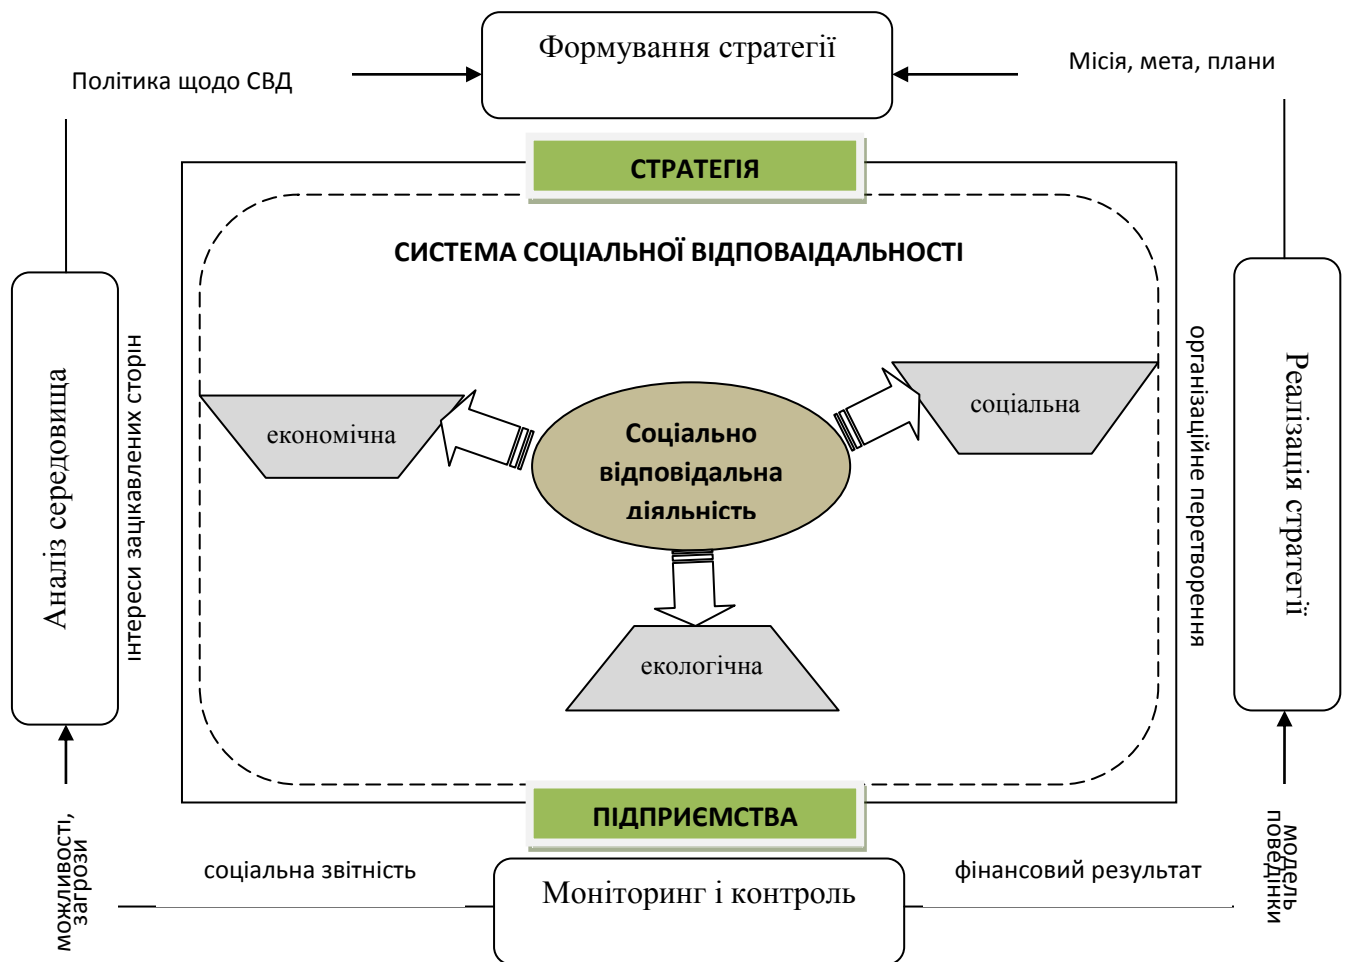 Формування стратегії
Політика щодо СВД
Місія, мета, плани
СТРАТЕГІЯ
СИСТЕМА СОЦІАЛЬНОЇ ВІДПОВАІДАЛЬНОСТІ
Аналіз середовища
інтереси зацікавлених сторін
економічна
Соціально
відповідальна
діяльність
соціальна
організаційне перетворення
Реалізація стратегії
екологічна
ПІДПРИЄМСТВА
можливості,
загрози
соціальна звітність
Моніторинг і контроль
фінансовий результат
модель
поведінки